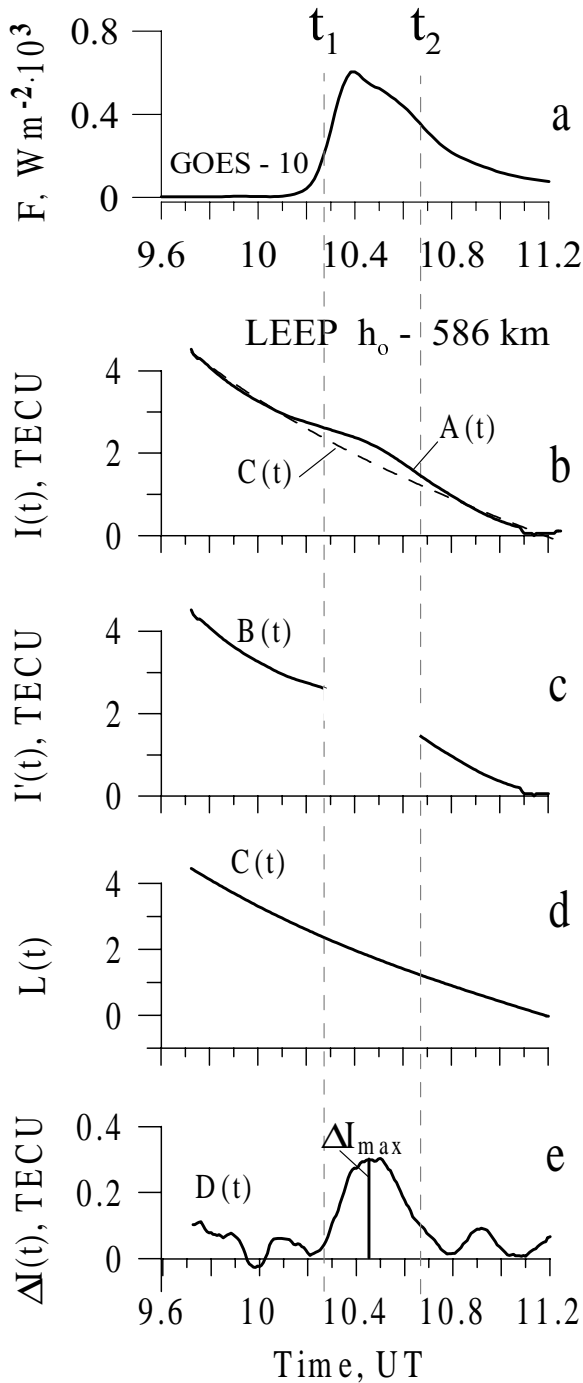 t₁ t₂
0.8
0.4
0
F, Wm⁻²·10³
GOES - 10
a
9.6 10 10.4 10.8 11.2
LEEP hₒ - 586 km
4
2
0
I(t), TECU
A(t)
C(t)
b
B(t)
4
2
0
I'(t), TECU
c
C(t)
4
2
0
L(t)
d
0.4
0.2
0
ΔI(t), TECU
ΔIₘₐₓ
D(t)
e
9.6 10 10.4 10.8 11.2
Time, UT